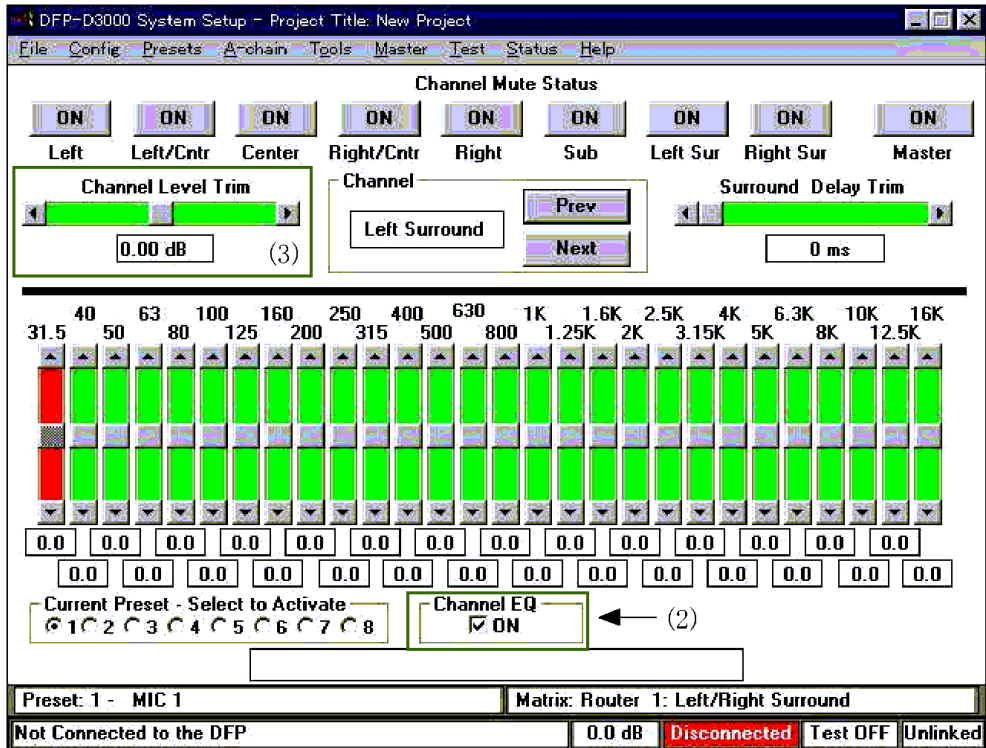 DFP-D3000 System Setup - Project Title: New Project
File Config Presets A-chain Tools Master Test Status Help
Channel Mute Status
ON ON ON ON ON ON ON ON ON
Left Left/Cntr Center Right/Cntr Right Sub Left Sur Right Sur Master
Channel Level Trim
0.00 dB
(3)
Channel
Left Surround
Prev
Next
Surround Delay Trim
0 ms
40 63 100 160 250 400 630 1K 1.6K 2.5K 4K 6.3K 10K 16K
31.5 50 80 125 200 315 500 800 1.25K 2K 3.15K 5K 8K 12.5K
0.0 0.0 0.0 0.0 0.0 0.0 0.0 0.0 0.0 0.0 0.0 0.0 0.0 0.0
0.0 0.0 0.0 0.0 0.0 0.0 0.0 0.0 0.0 0.0 0.0 0.0 0.0 0.0
Current Preset - Select to Activate
1 2 3 4 5 6 7 8
Channel EQ
ON
(2)
Preset: 1 - MIC 1
Matrix: Router 1: Left/Right Surround
Not Connected to the DFP
0.0 dB
Disconnected
Test OFF
Unlinked